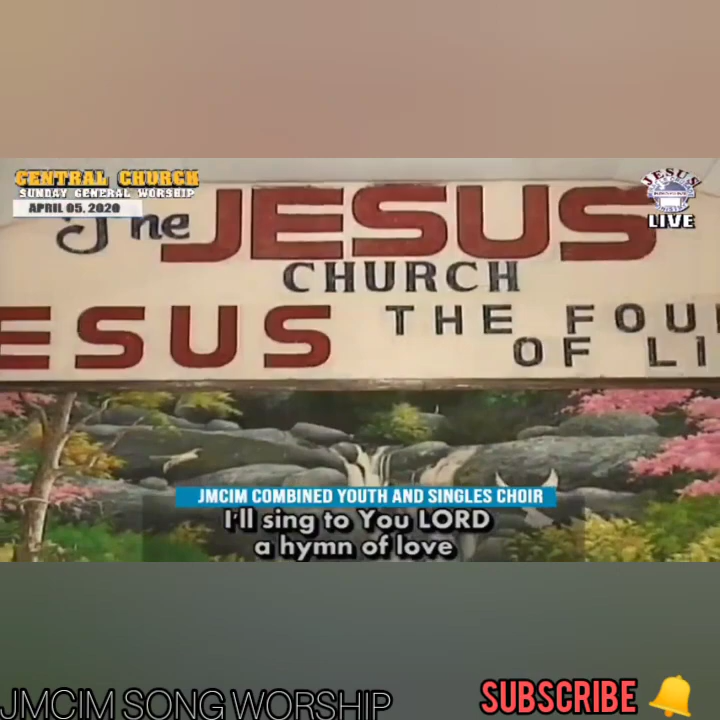 CENTRAL CHURCH
SUNDAY GENERAL WORSHIP
APRIL 05, 2020
JESUS
LIVE
The JESUS
CHURCH
ESUS THE FOU
OF LI
JMCIM COMBINED YOUTH AND SINGLES CHOIR
I'll sing to You LORD
a hymn of love
JMCIM SONG WORSHIP
SUBSCRIBE